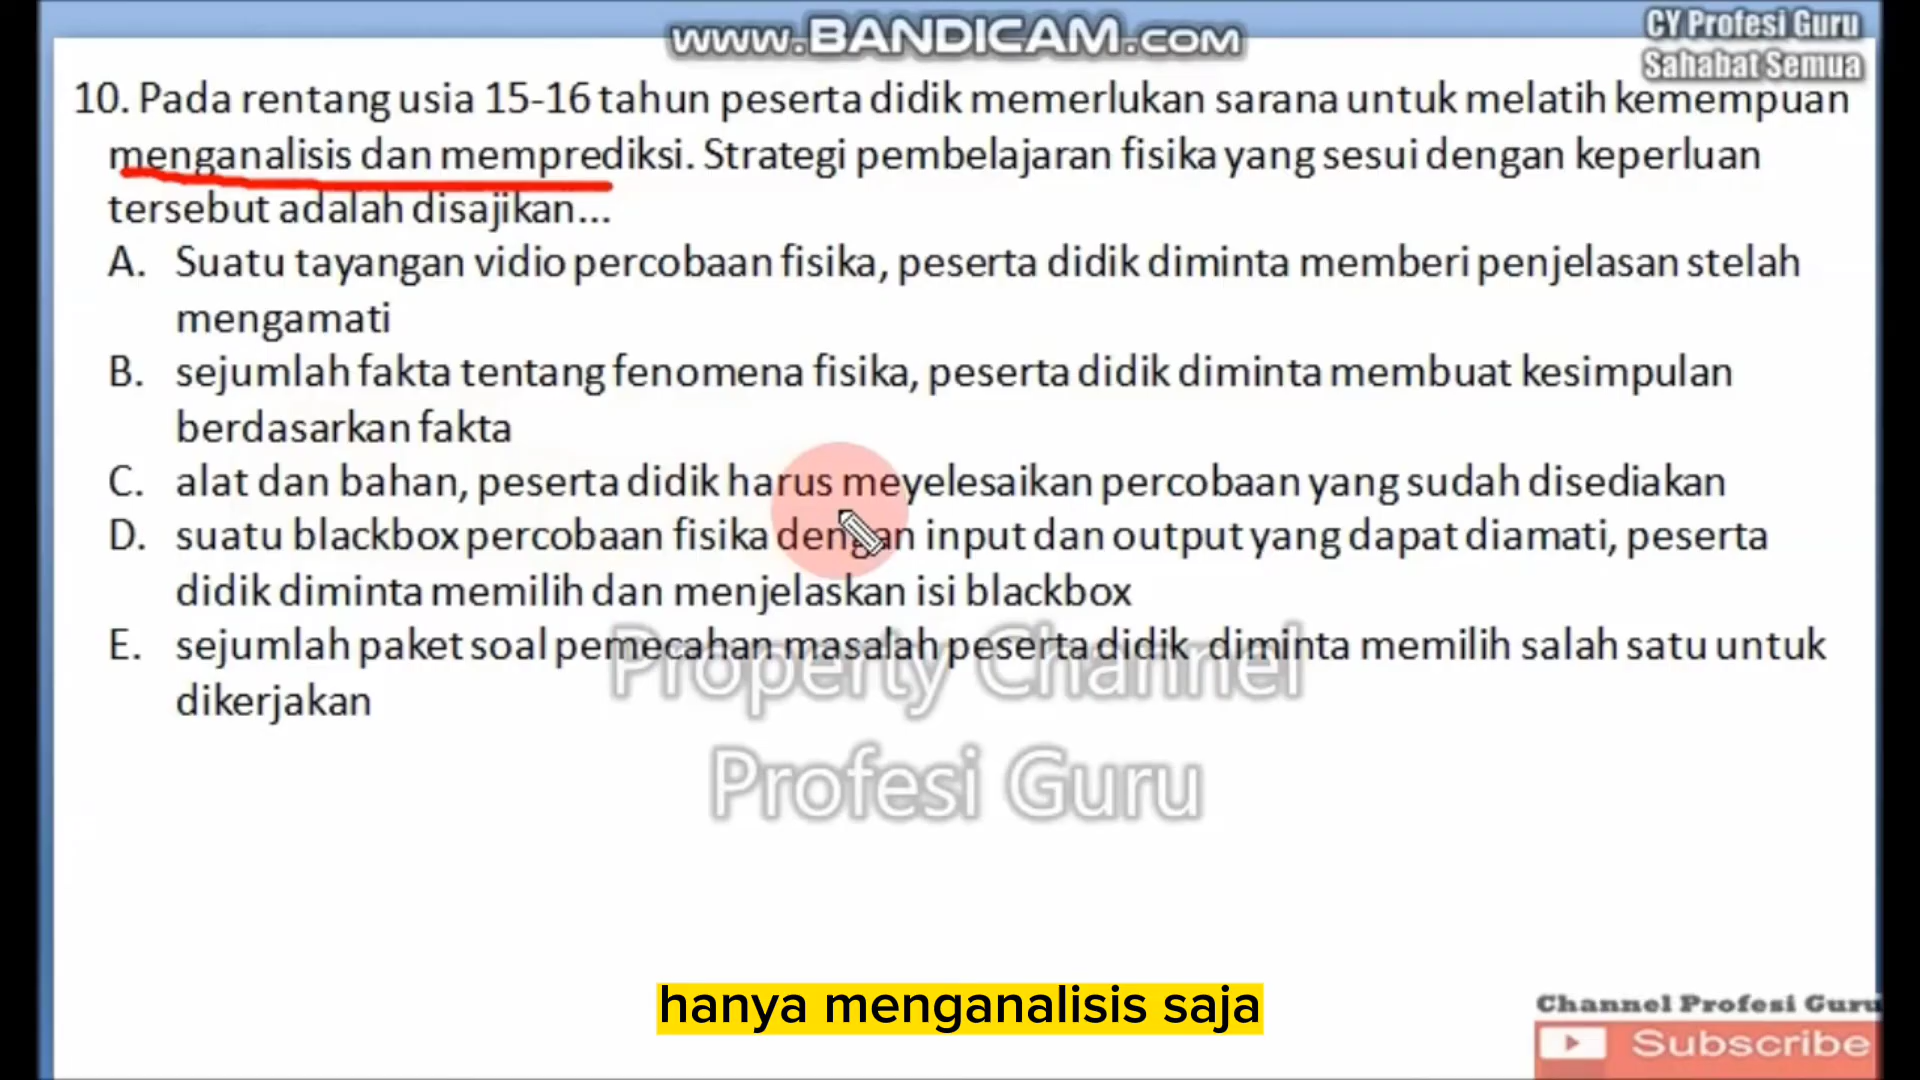 www.BANDICAM.com
CY Profesi Guru
Sahabat Semua
10. Pada rentang usia 15-16 tahun peserta didik memerlukan sarana untuk melatih kemempuan
menganalisis dan memprediksi. Strategi pembelajaran fisika yang sesui dengan keperluan
tersebut adalah disajikan...
A. Suatu tayangan vidio percobaan fisika, peserta didik diminta memberi penjelasan stelah
mengamati
B. sejumlah fakta tentang fenomena fisika, peserta didik diminta membuat kesimpulan
berdasarkan fakta
C. alat dan bahan, peserta didik harus meyelesaikan percobaan yang sudah disediakan
D. suatu blackbox percobaan fisika dengan input dan output yang dapat diamati, peserta
didik diminta memilih dan menjelaskan isi blackbox
E. sejumlah paket soal pemecahan masalah peserta didik diminta memilih salah satu untuk
dikerjakan
Property Channel
Profesi Guru
hanya menganalisis saja
Channel Profesi Guru
Subscribe